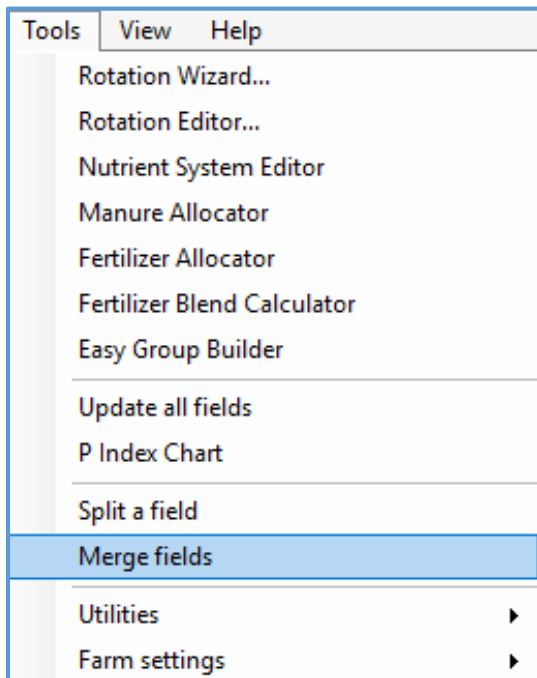 Tools View Help
Rotation Wizard...
Rotation Editor...
Nutrient System Editor
Manure Allocator
Fertilizer Allocator
Fertilizer Blend Calculator
Easy Group Builder
Update all fields
P Index Chart
Split a field
Merge fields
Utilities
Farm settings